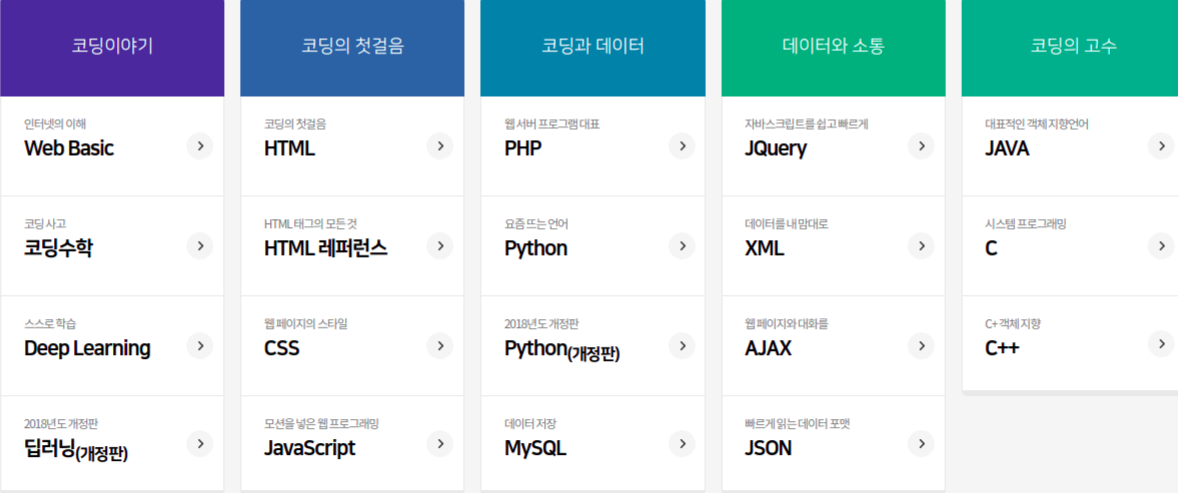 코딩이야기
인터넷의 이해
Web Basic
코딩 사고
코딩수학
스스로 학습
Deep Learning
2018년도 개정판
딥러닝(개정판)
코딩의 첫걸음
코딩의 첫걸음
HTML
HTML 태그의 모든 것
HTML 레퍼런스
웹 페이지의 스타일
CSS
모션을 넣은 웹 프로그래밍
JavaScript
코딩과 데이터
웹 서버 프로그램 대표
PHP
요즘 뜨는 언어
Python
2018년도 개정판
Python(개정판)
데이터 저장
MySQL
데이터와 소통
자바스크립트를 쉽고 빠르게
JQuery
데이터를 내 맘대로
XML
웹 페이지와 대화를
AJAX
빠르게 읽는 데이터 포맷
JSON
코딩의 고수
대표적인 객체 지향언어
JAVA
시스템 프로그래밍
C
C+ 객체 지향
C++